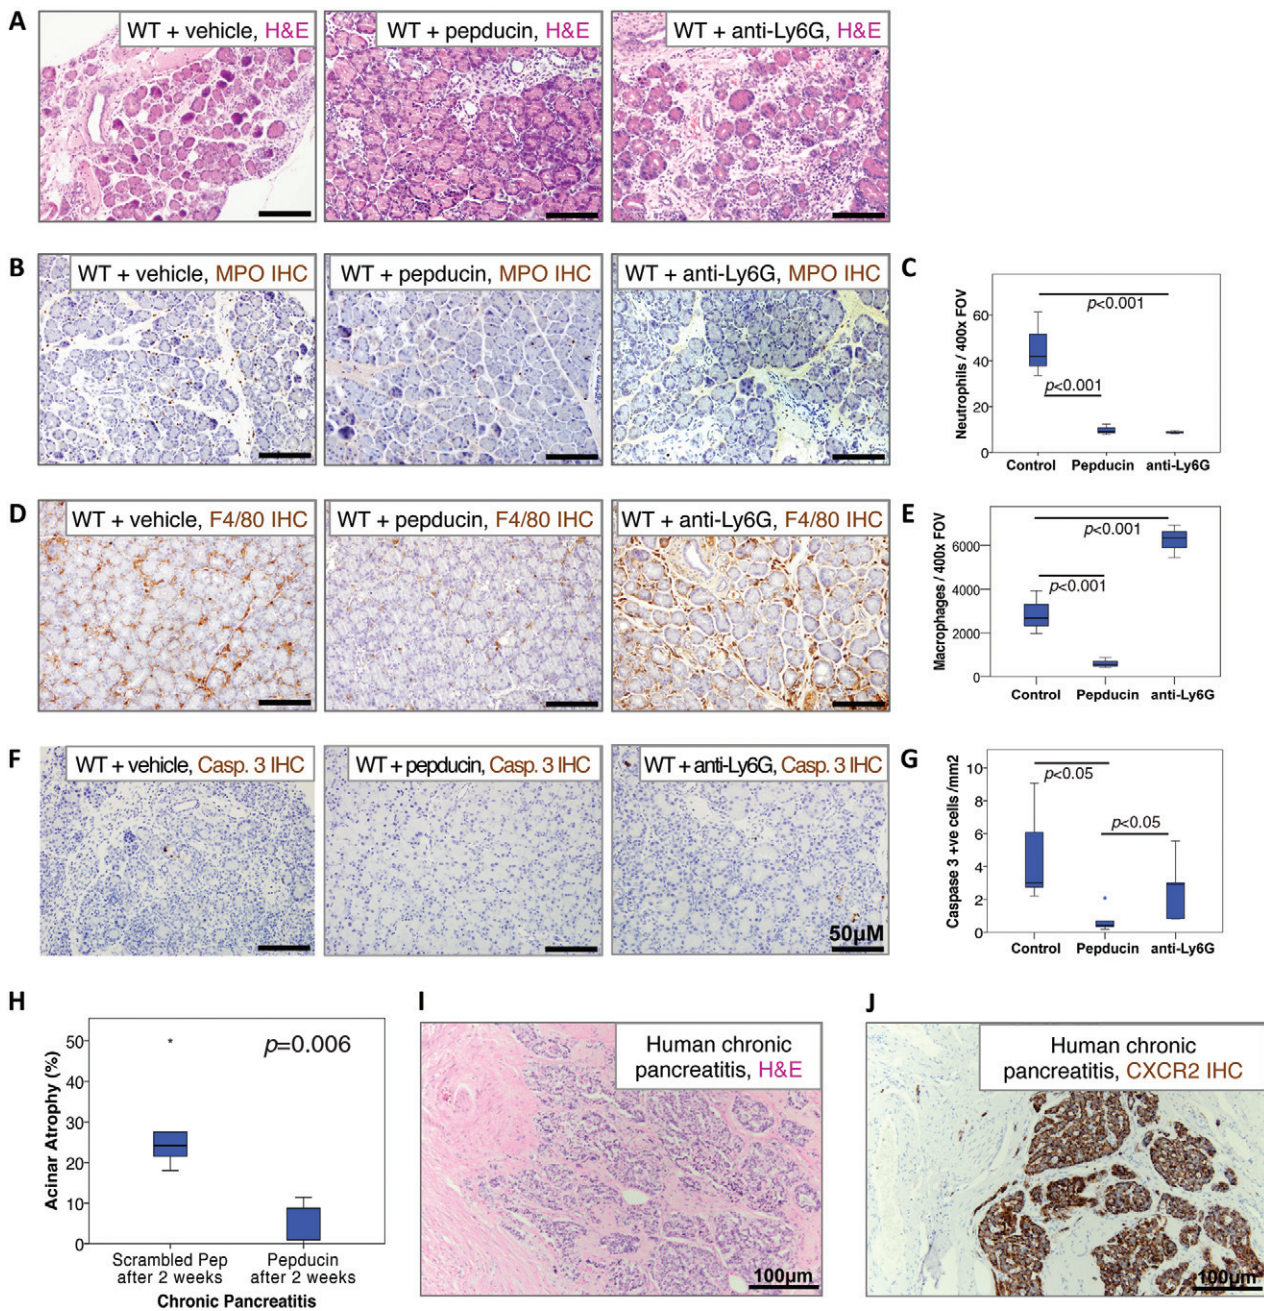 A
WT + vehicle, H&E
WT + pepducin, H&E
WT + anti-Ly6G, H&E
B
WT + vehicle, MPO IHC
WT + pepducin, MPO IHC
WT + anti-Ly6G, MPO IHC
C
Neutrophils / 400x FOV
60
40
20
0
p<0.001
p<0.001
Control
Pepducin
anti-Ly6G
D
WT + vehicle, F4/80 IHC
WT + pepducin, F4/80 IHC
WT + anti-Ly6G, F4/80 IHC
E
Macrophages / 400x FOV
6000
4000
2000
0
p<0.001
p<0.001
Control
Pepducin
anti-Ly6G
F
WT + vehicle, Casp. 3 IHC
WT + pepducin, Casp. 3 IHC
WT + anti-Ly6G, Casp. 3 IHC
50µM
G
Caspase 3 +ve cells /mm2
10
8
6
4
2
0
p<0.05
p<0.05
Control
Pepducin
anti-Ly6G
H
Acinar Atrophy (%)
50
40
30
20
10
0
*
p=0.006
Scrambled Pep
after 2 weeks
Pepducin
after 2 weeks
Chronic Pancreatitis
I
Human chronic
pancreatitis, H&E
100µm
J
Human chronic
pancreatitis, CXCR2 IHC
100µm